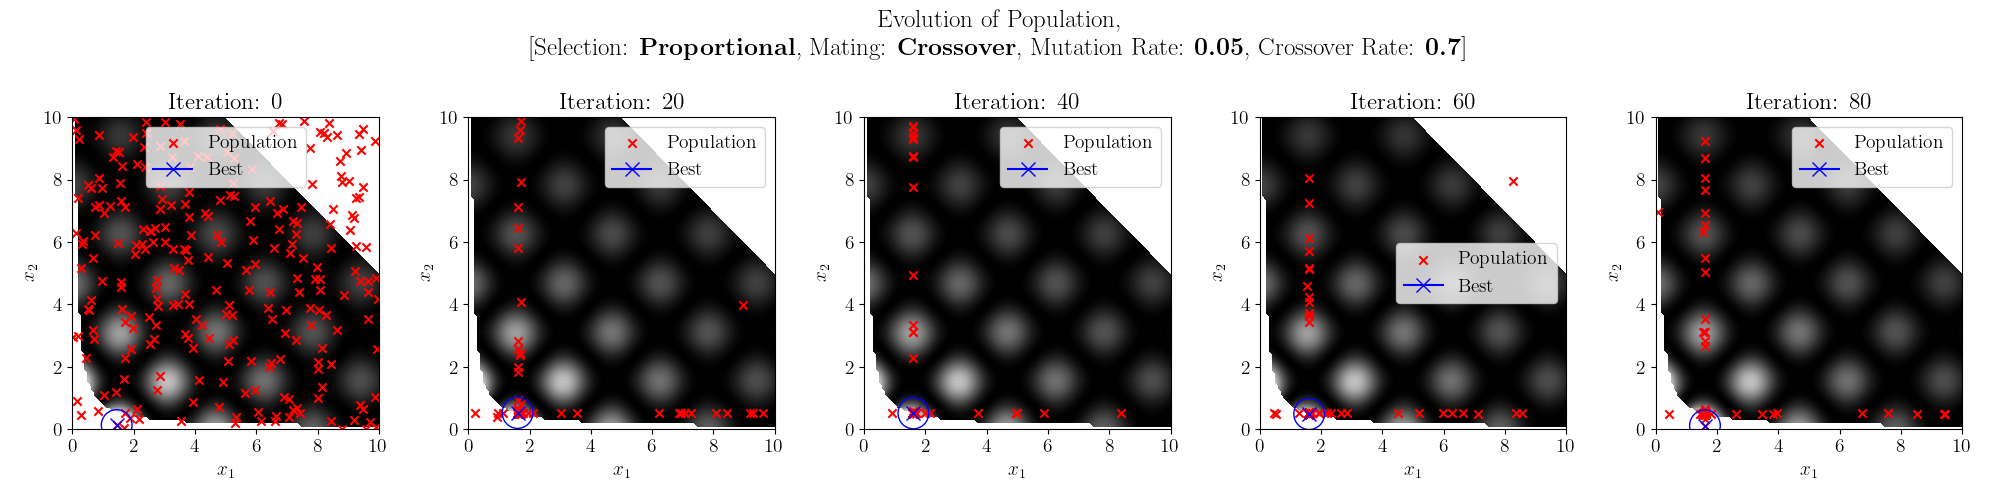 Evolution of Population,
[Selection: Proportional, Mating: Crossover, Mutation Rate: 0.05, Crossover Rate: 0.7]
Iteration: 0
10
8
6
4
2
0
x2
0 2 4 6 8 10
x1
Population
Best
Iteration: 20
10
8
6
4
2
0
x2
0 2 4 6 8 10
x1
Population
Best
Iteration: 40
10
8
6
4
2
0
x2
0 2 4 6 8 10
x1
Population
Best
Iteration: 60
10
8
6
4
2
0
x2
0 2 4 6 8 10
x1
Population
Best
Iteration: 80
10
8
6
4
2
0
x2
0 2 4 6 8 10
x1
Population
Best